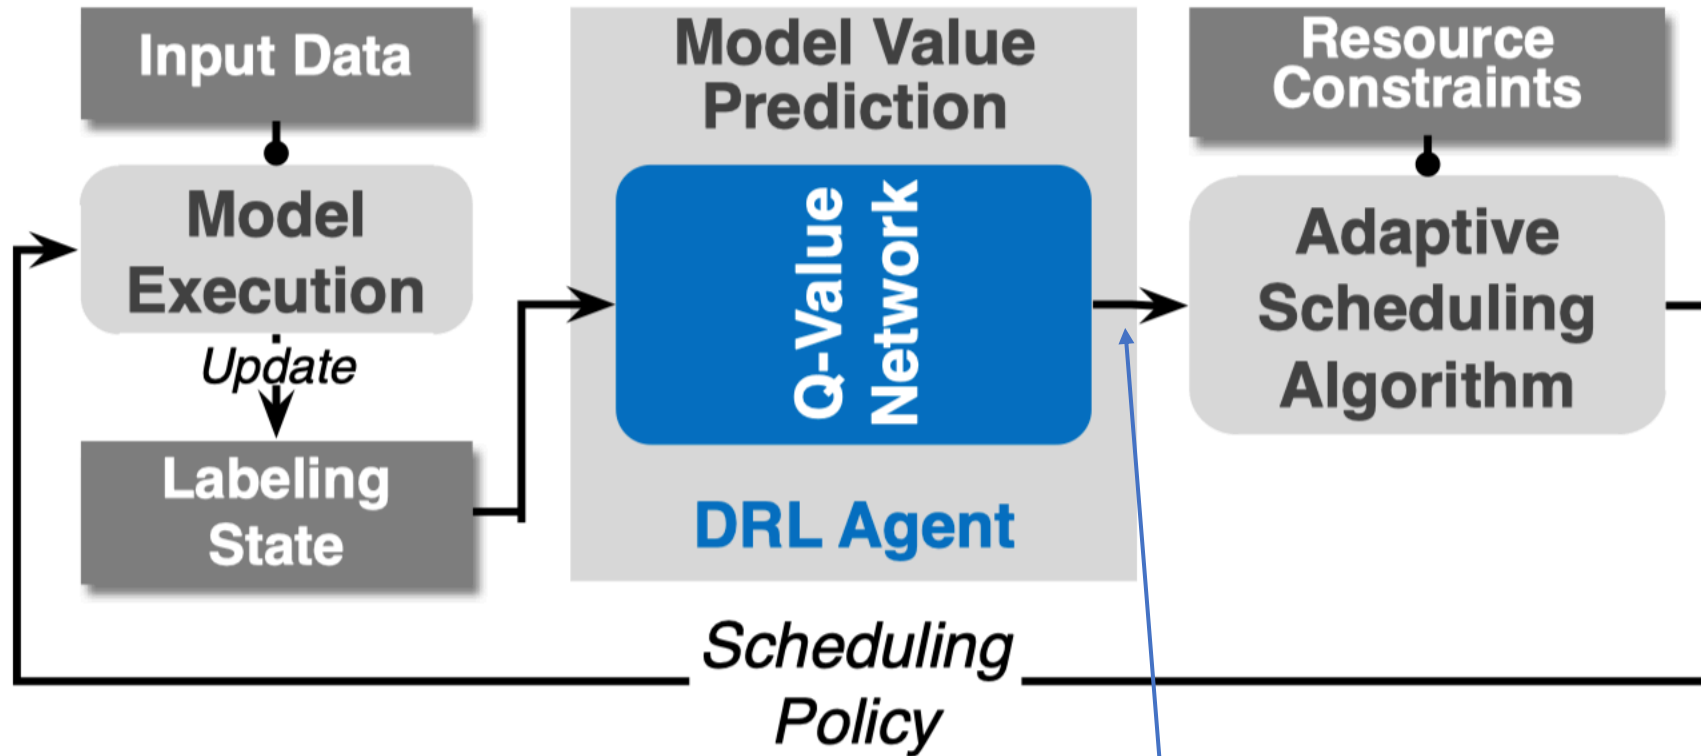 Input Data
Model
Execution
Update
Labeling
State
Model Value
Prediction
Q-Value
Network
DRL Agent
Resource
Constraints
Adaptive
Scheduling
Algorithm
Scheduling
Policy